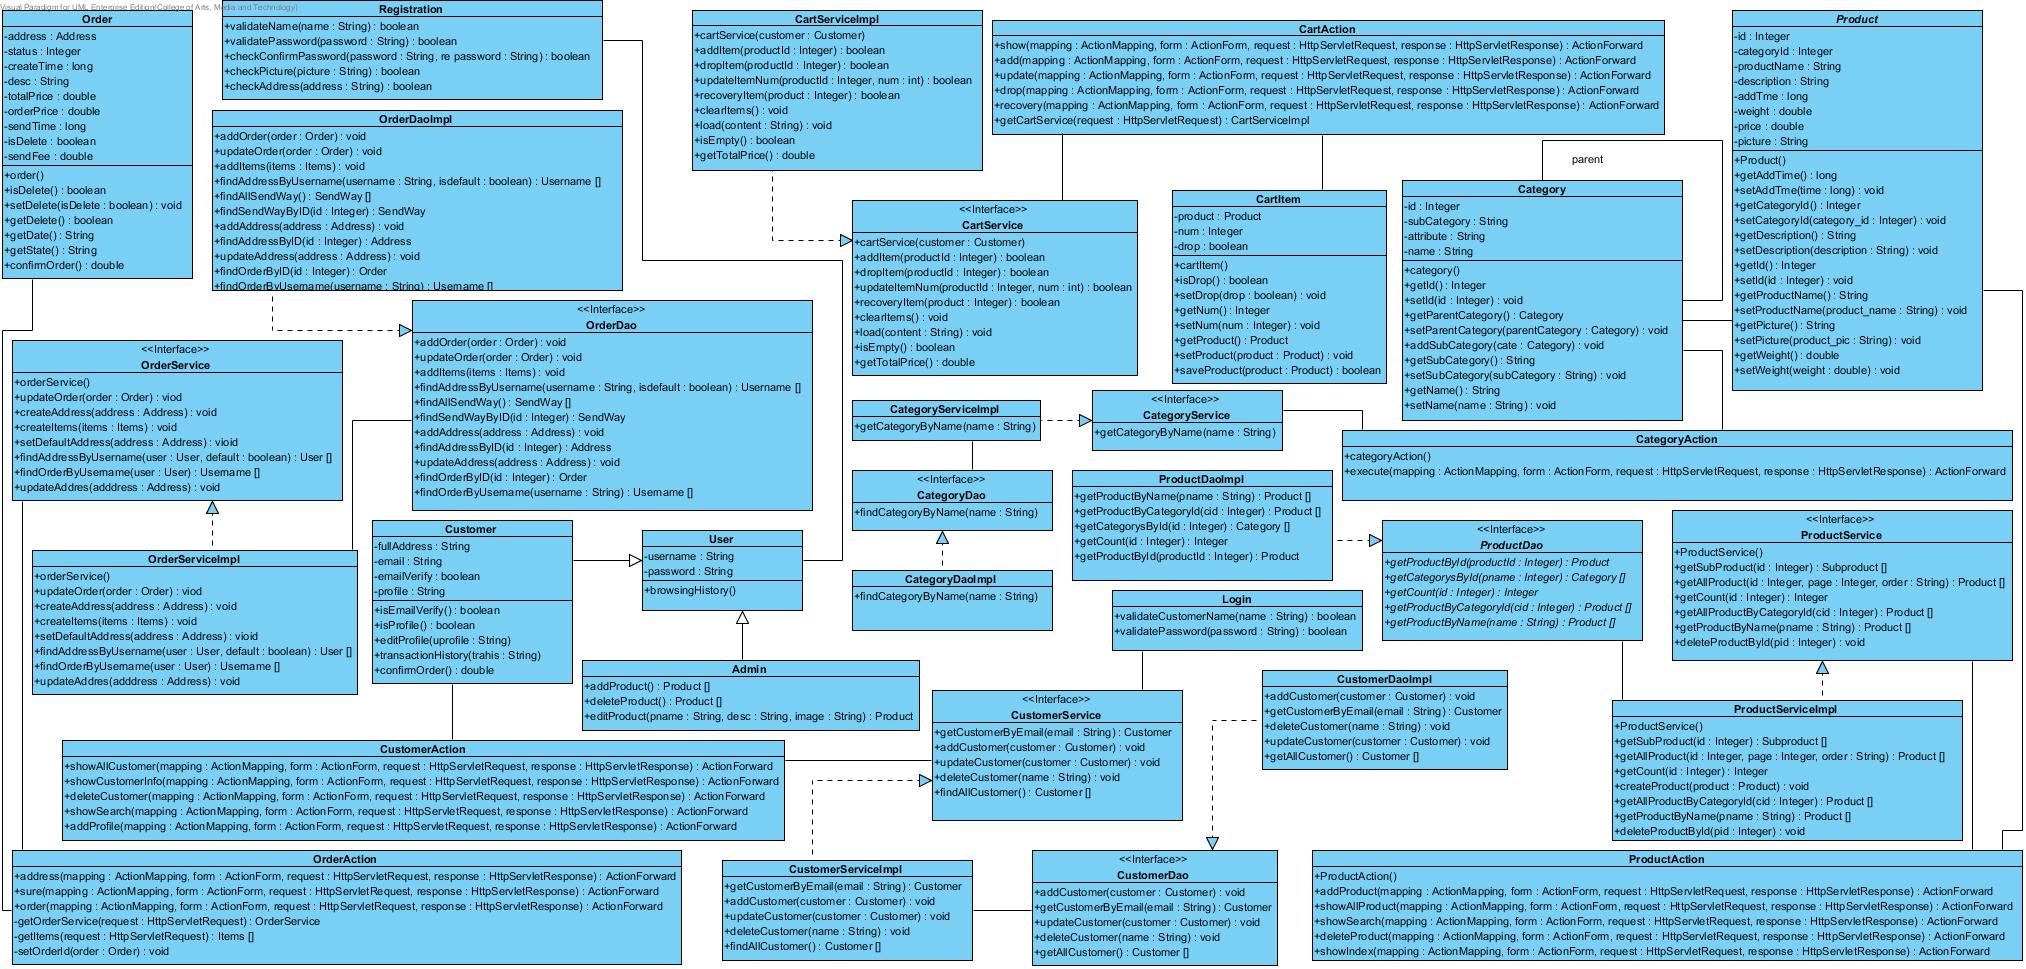 Visual Paradigm for UML Enterprise Edition(College of Arts, Media and Technology)
Order
-address : Address
-status : Integer
-createTime : long
-desc : String
-totalPrice : double
-orderPrice : double
-sendTime : long
-isDelete : boolean
-sendFee : double
+order()
+isDelete() : boolean
+setDelete(isDelete : boolean) : void
+getDelete() : boolean
+getDate() : String
+getState() : String
+confirmOrder() : double
Registration
+validateName(name : String) : boolean
+validatePassword(password : String) : boolean
+checkConfirmPassword(password : String, re password : String) : boolean
+checkPicture(picture : String) : boolean
+checkAddress(address : String) : boolean
OrderDaoImpl
+addOrder(order : Order) : void
+updateOrder(order : Order) : void
+addItems(items : Items) : void
+findAddressByUsername(username : String, isdefault : boolean) : Username []
+findAllSendWay() : SendWay []
+findSendWayByID(id : Integer) : SendWay
+addAddress(address : Address) : void
+findAddressByID(id : Integer) : Address
+updateAddress(address : Address) : void
+findOrderByID(id : Integer) : Order
+findOrderByUsername(username : String) : Username []
CartServiceImpl
+cartService(customer : Customer)
+addItem(productId : Integer) : boolean
+dropItem(productId : Integer) : boolean
+updateItemNum(productId : Integer, num : int) : boolean
+recoveryItem(product : Integer) : boolean
+clearItems() : void
+load(content : String) : void
+isEmpty() : boolean
+getTotalPrice() : double
CartAction
+show(mapping : ActionMapping, form : ActionForm, request : HttpServletRequest, response : HttpServletResponse) : ActionForward
+add(mapping : ActionMapping, form : ActionForm, request : HttpServletRequest, response : HttpServletResponse) : ActionForward
+update(mapping : ActionMapping, form : ActionForm, request : HttpServletRequest, response : HttpServletResponse) : ActionForward
+drop(mapping : ActionMapping, form : ActionForm, request : HttpServletRequest, response : HttpServletResponse) : ActionForward
+recovery(mapping : ActionMapping, form : ActionForm, request : HttpServletRequest, response : HttpServletResponse) : ActionForward
+getCartService(request : HttpServletRequest) : CartServiceImpl
Product
-id : Integer
-categoryId : Integer
-productName : String
-description : String
-addTme : long
-weight : double
-price : double
-picture : String
+Product()
+getAddTime() : long
+setAddTme(time : long) : void
+getCategoryId() : Integer
+setCategoryId(category_id : Integer) : void
+getDescription() : String
+setDescription(description : String) : void
+getId() : Integer
+setId(id : Integer) : void
+getProductName() : String
+setProductName(product_name : String) : void
+getPicture() : String
+setPicture(product_pic : String) : void
+getWeight() : double
+setWeight(weight : double) : void
parent
Category
-id : Integer
-subCategory : String
-attribute : String
-name : String
+category()
+getId() : Integer
+setId(id : Integer) : void
+getParentCategory() : Category
+setParentCategory(parentCategory : Category) : void
+addSubCategory(cate : Category) : void
+getSubCategory() : String
+setSubCategory(subCategory : String) : void
+getName() : String
+setName(name : String) : void
CartItem
-product : Product
-num : Integer
-drop : boolean
+cartItem()
+isDrop() : boolean
+setDrop(drop : boolean) : void
+getNum() : Integer
+setNum(num : Integer) : void
+getProduct() : Product
+setProduct(product : Product) : void
+saveProduct(product : Product) : boolean
<<Interface>>
CartService
+cartService(customer : Customer)
+addItem(productId : Integer) : boolean
+dropItem(productId : Integer) : boolean
+updateItemNum(productId : Integer, num : int) : boolean
+recoveryItem(product : Integer) : boolean
+clearItems() : void
+load(content : String) : void
+isEmpty() : boolean
+getTotalPrice() : double
<<Interface>>
OrderDao
+addOrder(order : Order) : void
+updateOrder(order : Order) : void
+addItems(items : Items) : void
+findAddressByUsername(username : String, isdefault : boolean) : Username []
+findAllSendWay() : SendWay []
+findSendWayByID(id : Integer) : SendWay
+addAddress(address : Address) : void
+findAddressByID(id : Integer) : Address
+updateAddress(address : Address) : void
+findOrderByID(id : Integer) : Order
+findOrderByUsername(username : String) : Username []
<<Interface>>
OrderService
+orderService()
+updateOrder(order : Order) : viod
+createAddress(address : Address) : void
+createItems(items : Items) : void
+setDefaultAddress(address : Address) : vioid
+findAddressByUsername(user : User, default : boolean) : User []
+findOrderByUsername(user : User) : Username []
+updateAddres(adddress : Addres) : void
CategoryServiceImpl
+getCategoryByName(name : String)
<<Interface>>
CategoryService
+getCategoryByName(name : String)
CategoryAction
+categoryAction()
+execute(mapping : ActionMapping, form : ActionForm, request : HttpServletRequest, response : HttpServletResponse) : ActionForward
<<Interface>>
CategoryDao
+findCategoryByName(name : String)
ProductDaoImpl
+getProductByName(pname : String) : Product []
+getProductByCategoryId(cid : Integer) : Product []
+getCategorysById(id : Integer) : Category []
+getCount(id : Integer) : Integer
+getProductById(productId : Integer) : Product
<<Interface>>
ProductDao
+getProductById(productId : Integer) : Product
+getCategorysById(pname : Integer) : Category []
+getCount(id : Integer) : Integer
+getProductByCategoryId(cid : Integer) : Product []
+getProductByName(name : String) : Product []
<<Interface>>
ProductService
+ProductService()
+getSubProduct(id : Integer) : Subproduct []
+getAllProduct(id : Integer, page : Integer, order : String) : Product []
+getCount(id : Integer) : Integer
+getAllProductByCategoryId(cid : Integer) : Product []
+getProductByName(pname : String) : Product []
+deleteProductById(pid : Integer) : void
OrderServiceImpl
+orderService()
+updateOrder(order : Order) : viod
+createAddress(address : Address) : void
+createItems(items : Items) : void
+setDefaultAddress(address : Address) : vioid
+findAddressByUsername(user : User, default : boolean) : User []
+findOrderByUsername(user : User) : Username []
+updateAddres(adddress : Addres) : void
Customer
-fullAddress : String
-email : String
-emailVerify : boolean
-profile : String
+isEmailVerify() : boolean
+isProfile() : boolean
+editProfile(uprofile : String)
+transactionHistory(trahis : String)
+confirmOrder() : double
User
-username : String
-password : String
+browsingHistory()
CategoryDaoImpl
+findCategoryByName(name : String)
Login
+validateCustomerName(name : String) : boolean
+validatePassword(password : String) : boolean
Admin
+addProduct() : Product []
+deleteProduct() : Product []
+editProduct(pname : String, desc : String, image : String) : Product
<<Interface>>
CustomerService
+getCustomerByEmail(email : String) : Customer
+addCustomer(customer : Customer) : void
+updateCustomer(customer : Customer) : void
+deleteCustomer(name : String) : void
+findAllCustomer() : Customer []
CustomerDaoImpl
+addCustomer(customer : Customer) : void
+getCustomerByEmail(email : String) : Customer
+deleteCustomer(name : String) : void
+updateCustomer(customer : Customer) : void
+getAllCustomer() : Customer []
ProductServiceImpl
+ProductService()
+getSubProduct(id : Integer) : Subproduct []
+getAllProduct(id : Integer, page : Integer, order : String) : Product []
+getCount(id : Integer) : Integer
+createProduct(product : Product) : void
+getAllProductByCategoryId(cid : Integer) : Product []
+getProductByName(pname : String) : Product []
+deleteProductById(pid : Integer) : void
CustomerAction
+showAllCustomer(mapping : ActionMapping, form : ActionForm, request : HttpServletRequest, response : HttpServletResponse) : ActionForward
+showCustomerInfo(mapping : ActionMapping, form : ActionForm, request : HttpServletRequest, response : HttpServletResponse) : ActionForward
+deleteCustomer(mapping : ActionMapping, form : ActionForm, request : HttpServletRequest, response : HttpServletResponse) : ActionForward
+showSearch(mapping : ActionMapping, form : ActionForm, request : HttpServletRequest, response : HttpServletResponse) : ActionForward
+addProfile(mapping : ActionMapping, form : ActionForm, request : HttpServletRequest, response : HttpServletResponse) : ActionForward
OrderAction
+address(mapping : ActionMapping, form : ActionForm, request : HttpServletRequest, response : HttpServletResponse) : ActionForward
+sure(mapping : ActionMapping, form : ActionForm, request : HttpServletRequest, response : HttpServletResponse) : ActionForward
+order(mapping : ActionMapping, form : ActionForm, request : HttpServletRequest, response : HttpServletResponse) : ActionForward
-getOrderService(request : HttpServletRequest) : OrderService
-getItems(request : HttpServletRequest) : Items []
-setOrderId(order : Order) : void
CustomerServiceImpl
+getCustomerByEmail(email : String) : Customer
+addCustomer(customer : Customer) : void
+updateCustomer(customer : Customer) : void
+deleteCustomer(name : String) : void
+findAllCustomer() : Customer []
<<Interface>>
CustomerDao
+addCustomer(customer : Customer) : void
+getCustomerByEmail(email : String) : Customer
+updateCustomer(customer : Customer) : void
+deleteCustomer(name : String) : void
+getAllCustomer() : Customer []
ProductAction
+ProductAction()
+addProduct(mapping : ActionMapping, form : ActionForm, request : HttpServletRequest, response : HttpServletResponse) : ActionForward
+showAllProduct(mapping : ActionMapping, form : ActionForm, request : HttpServletRequest, response : HttpServletResponse) : ActionForward
+showSearch(mapping : ActionMapping, form : ActionForm, request : HttpServletRequest, response : HttpServletResponse) : ActionForward
+deleteProduct(mapping : ActionMapping, form : ActionForm, request : HttpServletRequest, response : HttpServletResponse) : ActionForward
+showIndex(mapping : ActionMapping, form : ActionForm, request : HttpServletRequest, response : HttpServletResponse) : ActionForward